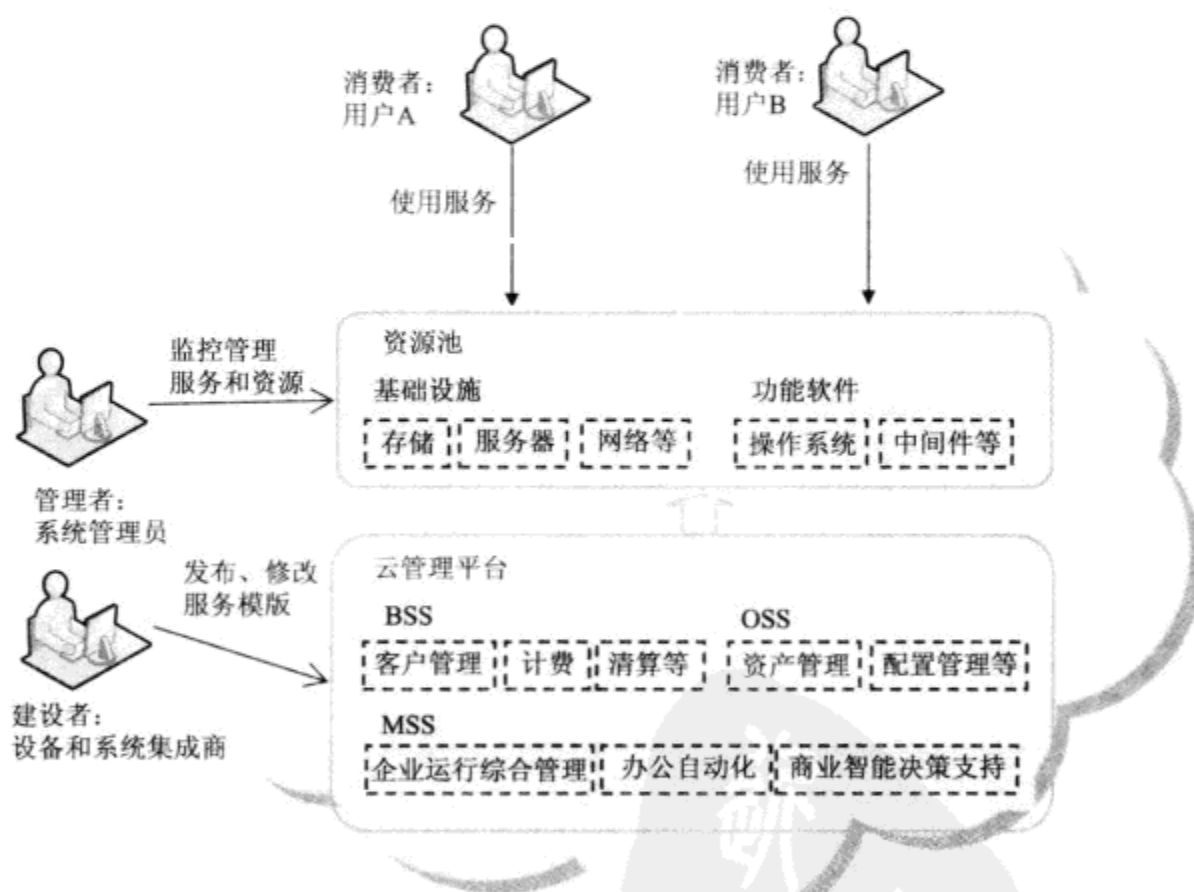 消费者：
用户A
消费者：
用户B
使用服务
使用服务
监控管理
服务和资源
管理者：
系统管理员
资源池
基础设施
功能软件
存储 服务器 网络等 操作系统 中间件等
发布、修改
服务模版
建设者：
设备和系统集成商
云管理平台
BSS
OSS
客户管理 计费 清算等 资产管理 配置管理等
MSS
企业运行综合管理 办公自动化 商业智能决策支持